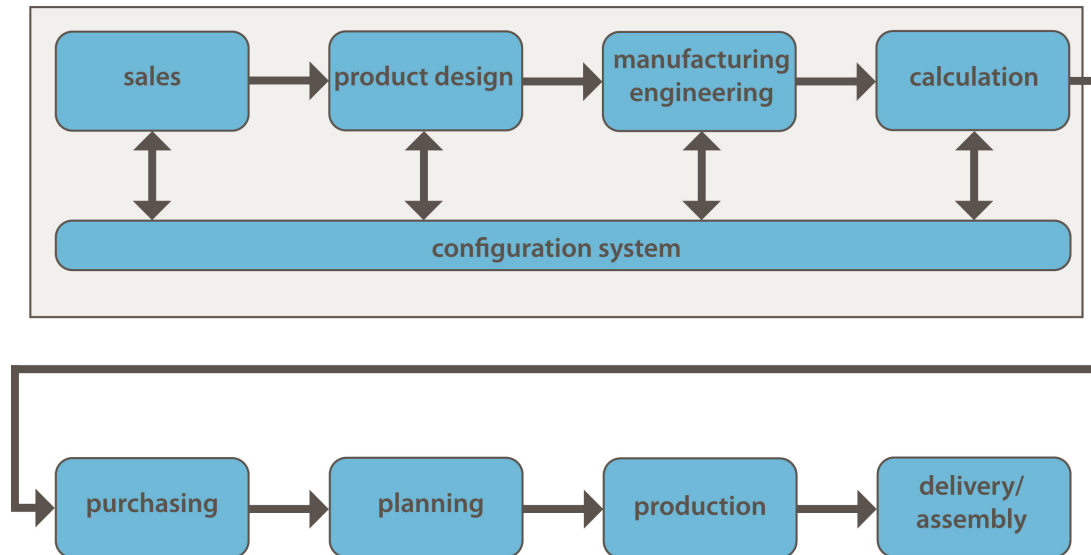 sales
product design
manufacturing
engineering
calculation
configuration system
purchasing
planning
production
delivery/
assembly